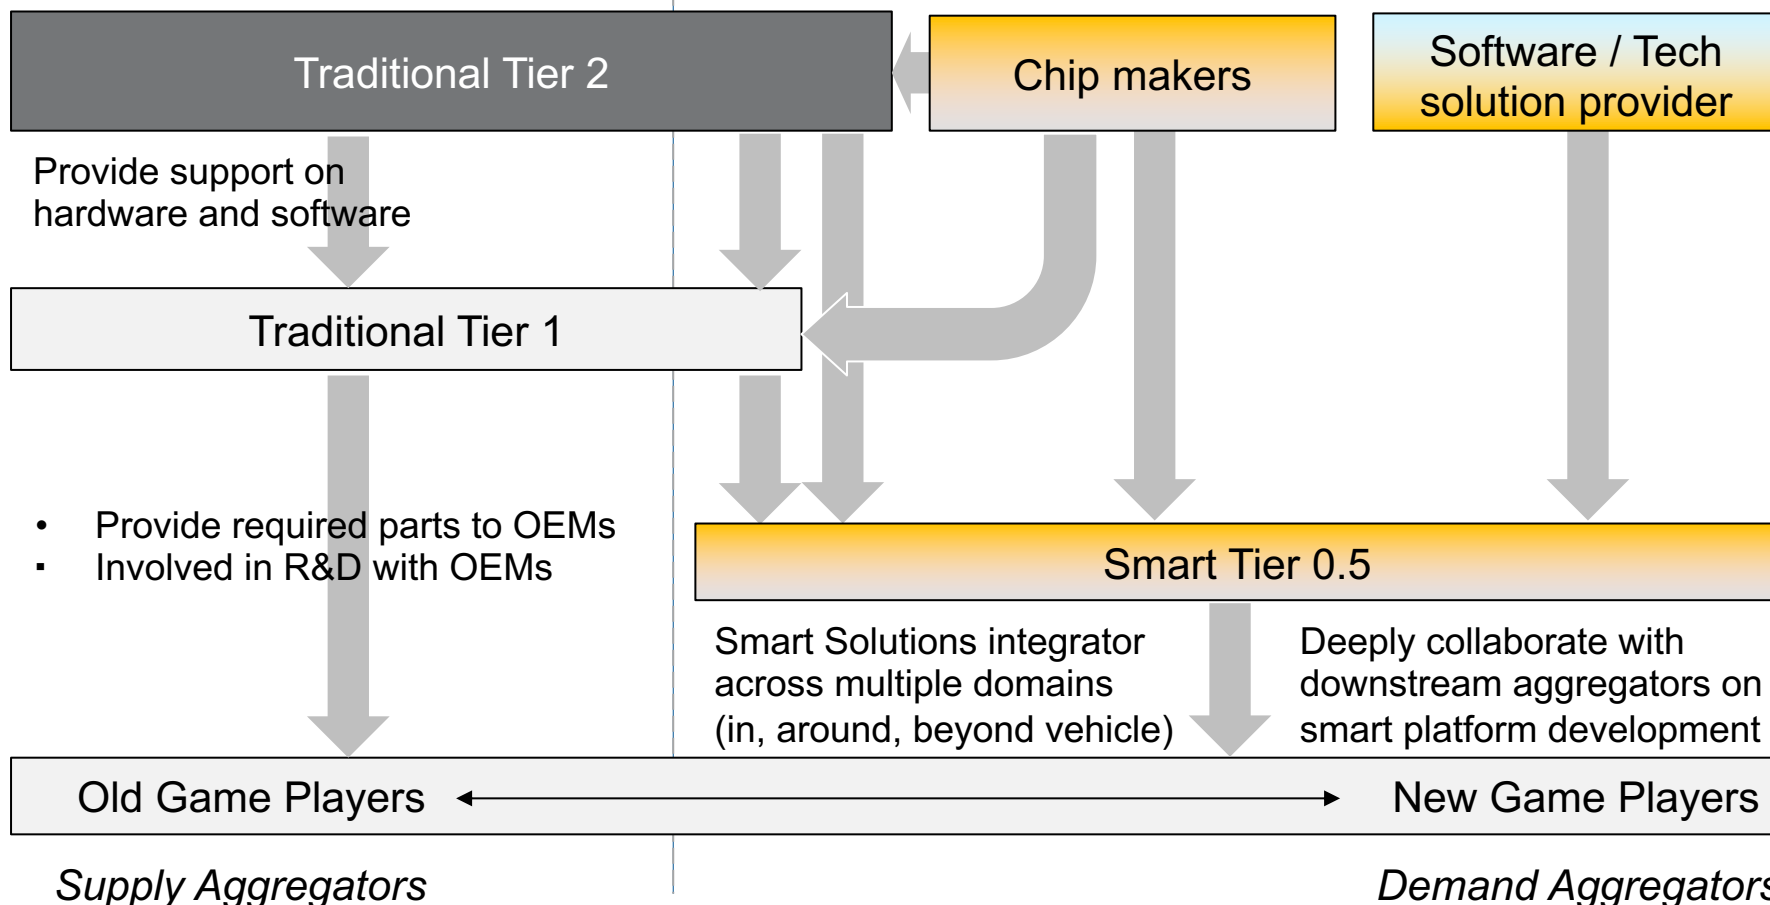 Traditional Tier 2
Chip makers
Software / Tech
solution provider
Provide support on
hardware and software
Traditional Tier 1
• Provide required parts to OEMs
▪ Involved in R&D with OEMs
Smart Tier 0.5
Smart Solutions integrator
across multiple domains
(in, around, beyond vehicle)
Deeply collaborate with
downstream aggregators on
smart platform development
Old Game Players
New Game Players
Supply Aggregators
Demand Aggregators